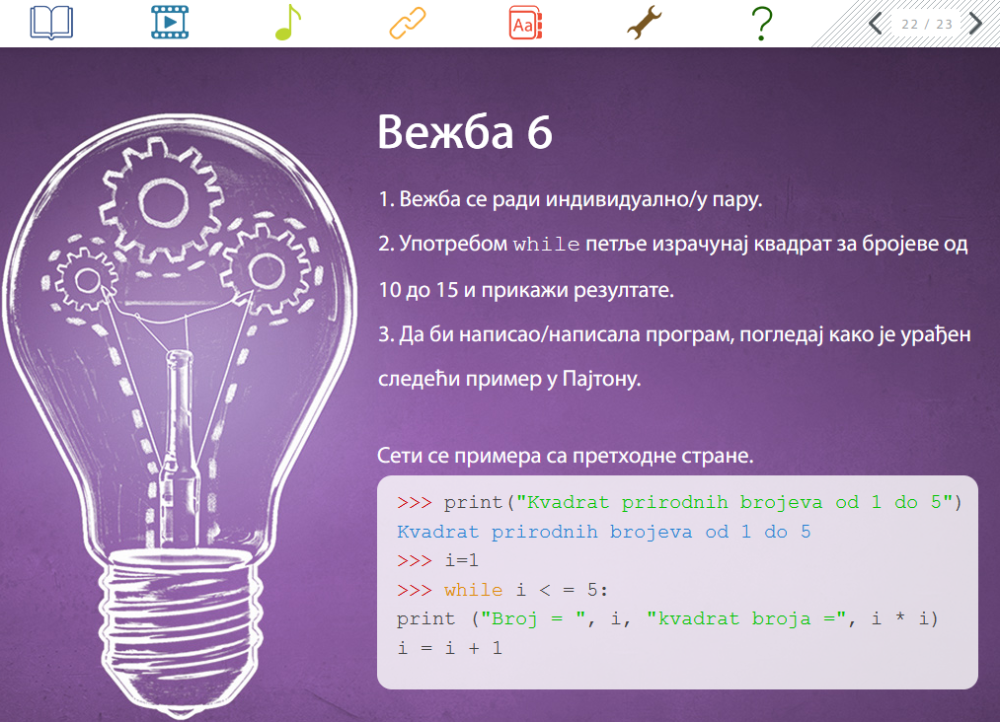 Aa
?
22 / 23
Вежба 6
1. Вежба се ради индивидуално/у пару.
2. Употребом while петље израчунај квадрат за бројеве од
10 до 15 и прикажи резултате.
3. Да би написао/написала програм, погледај како је урађен
следећи пример у Пајтону.
Сети се примера са претходне стране.
>>> print("Kvadrat prirodnih brojeva od 1 do 5")
Kvadrat prirodnih brojeva od 1 do 5
>>> i=1
>>> while i < = 5:
print ("Broj = ", i, "kvadrat broja =", i * i)
i = i + 1